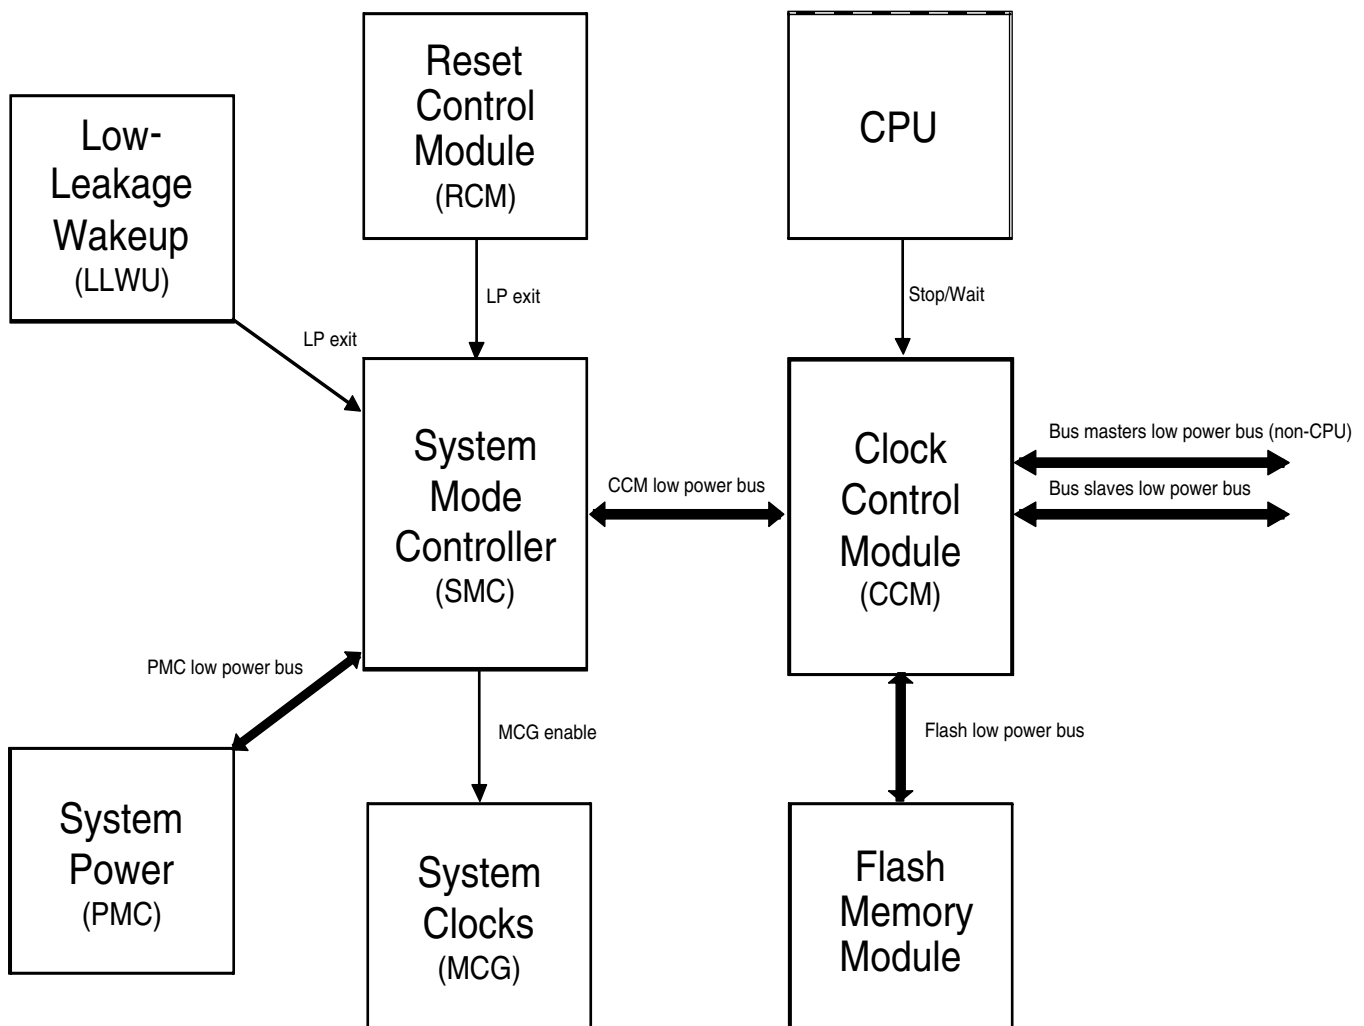 Reset
Control
Module
(RCM)
CPU
Low-
Leakage
Wakeup
(LLWU)
LP exit
Stop/Wait
LP exit
System
Mode
Controller
(SMC)
CCM low power bus
Clock
Control
Module
(CCM)
Bus masters low power bus (non-CPU)
Bus slaves low power bus
PMC low power bus
MCG enable
Flash low power bus
System
Power
(PMC)
System
Clocks
(MCG)
Flash
Memory
Module